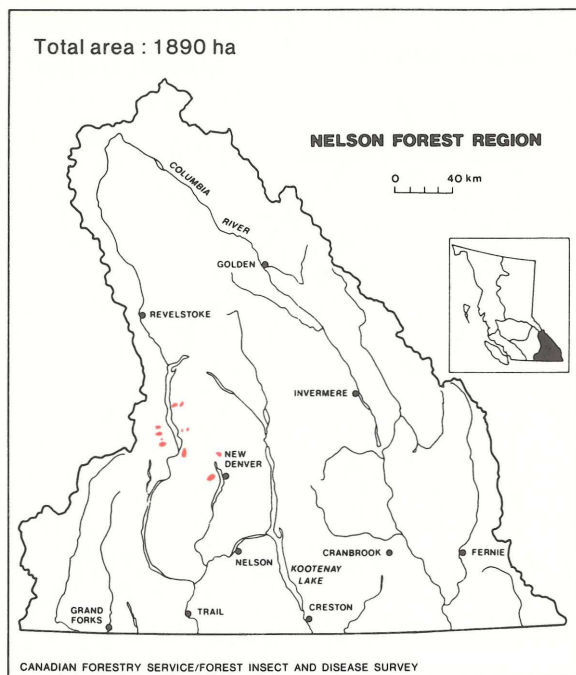 Total area : 1890 ha
NELSON FOREST REGION
0 40 km
COLUMBIA
RIVER
GOLDEN
REVELSTOKE
INVERMERE
NEW
DENVER
NELSON
KOOTENAY
LAKE
CRANBROOK
FERNIE
GRAND
FORKS
TRAIL
CRESTON
CANADIAN FORESTRY SERVICE/FOREST INSECT AND DISEASE SURVEY